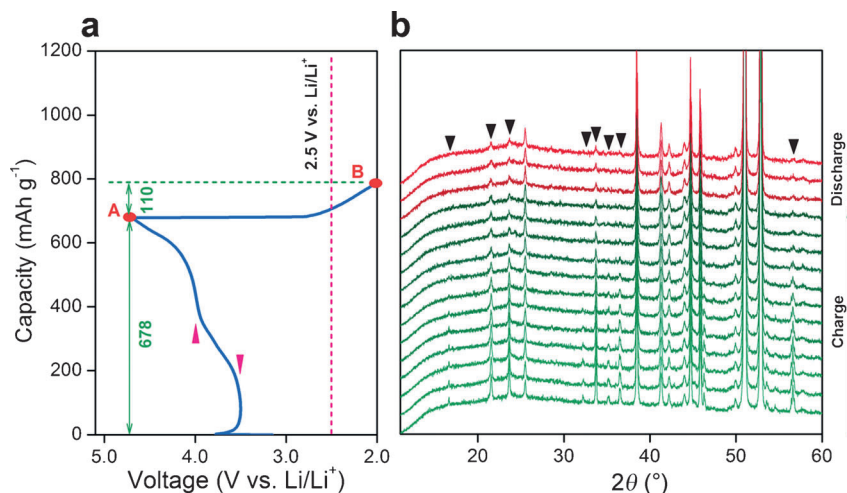 a
b
1200
1000
800
600
400
200
0
Capacity (mAh g⁻¹)
2.5 V vs. Li/Li⁺
B
A
110
678
5.0 4.0 3.0 2.0
Voltage (V vs. Li/Li⁺)
Discharge
Charge
20 30 40 50 60
2θ (°)